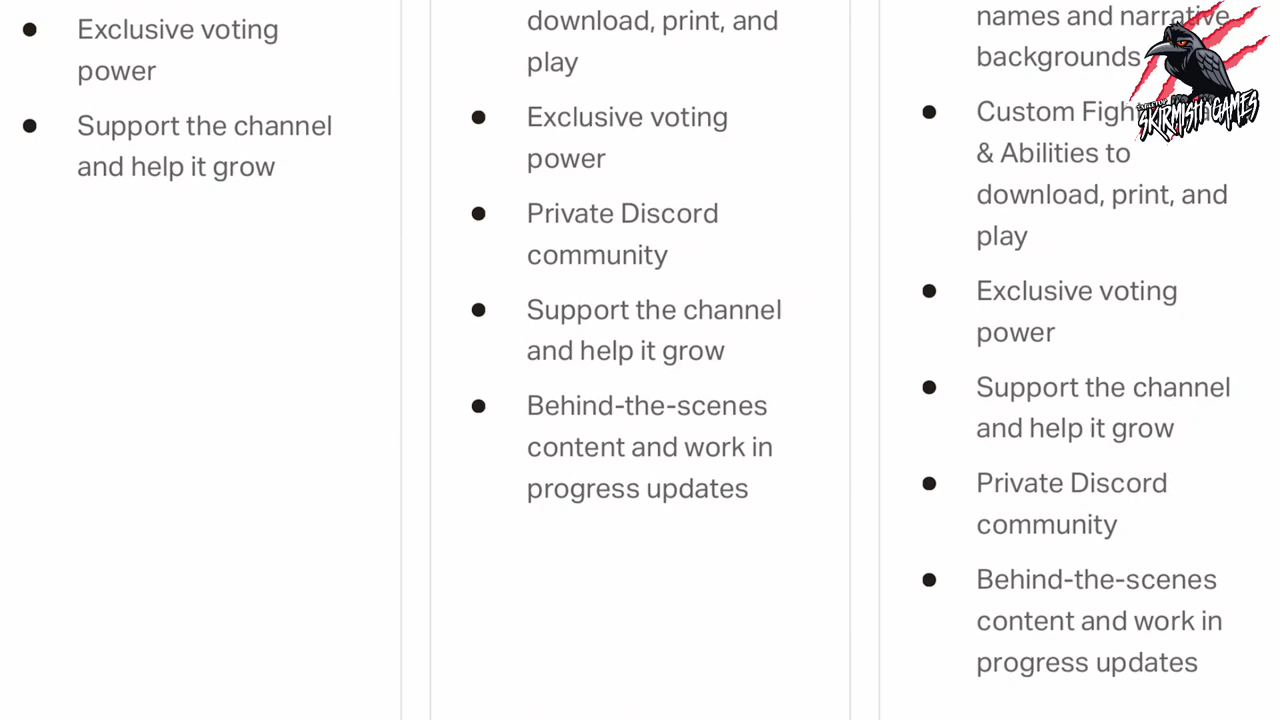 Exclusive voting
power
Support the channel
and help it grow
download, print, and
play
Exclusive voting
power
Private Discord
community
Support the channel
and help it grow
Behind-the-scenes
content and work in
progress updates
names and narrative
backgrounds
Custom Figh
& Abilities to
download, print, and
play
Exclusive voting
power
Support the channel
and help it grow
Private Discord
community
Behind-the-scenes
content and work in
progress updates
SKIRMISH GAMES